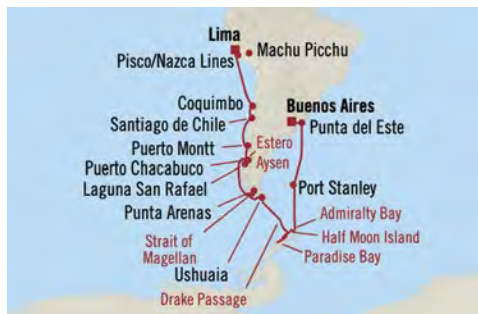 Lima
Machu Picchu
Pisco/Nazca Lines
Coquimbo
Buenos Aires
Santiago de Chile
Punta del Este
Puerto Montt
Estero
Aysen
Puerto Chacabuco
Laguna San Rafael
Port Stanley
Punta Arenas
Admiralty Bay
Strait of
Magellan
Half Moon Island
Paradise Bay
Ushuaia
Drake Passage